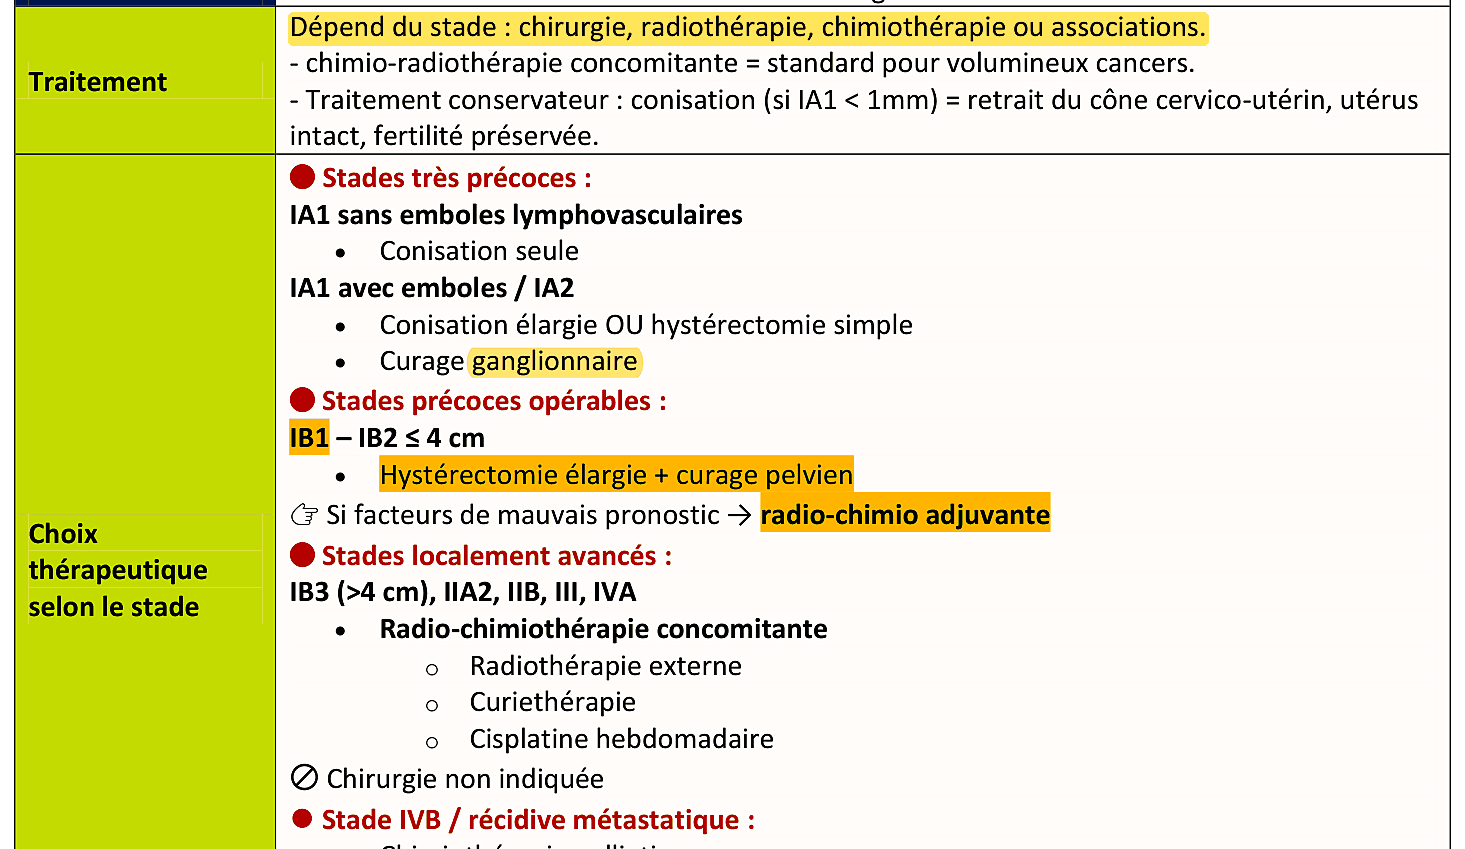 Traitement
Dépend du stade : chirurgie, radiothérapie, chimiothérapie ou associations.
- chimio-radiothérapie concomitante = standard pour volumineux cancers.
- Traitement conservateur : conisation (si IA1 < 1mm) = retrait du cône cervico-utérin, utérus
intact, fertilité préservée.
Choix
thérapeutique
selon le stade
🔴 Stades très précoces :
IA1 sans emboles lymphovasculaires
• Conisation seule
IA1 avec emboles / IA2
• Conisation élargie OU hystérectomie simple
• Curage ganglionnaire
🔴 Stades précoces opérables :
IB1 – IB2 ≤ 4 cm
• Hystérectomie élargie + curage pelvien
👉 Si facteurs de mauvais pronostic → radio-chimio adjuvante
🔴 Stades localement avancés :
IB3 (>4 cm), IIA2, IIB, III, IVA
• Radio-chimiothérapie concomitante
o Radiothérapie externe
o Curiethérapie
o Cisplatine hebdomadaire
🚫 Chirurgie non indiquée
🔴 Stade IVB / récidive métastatique :